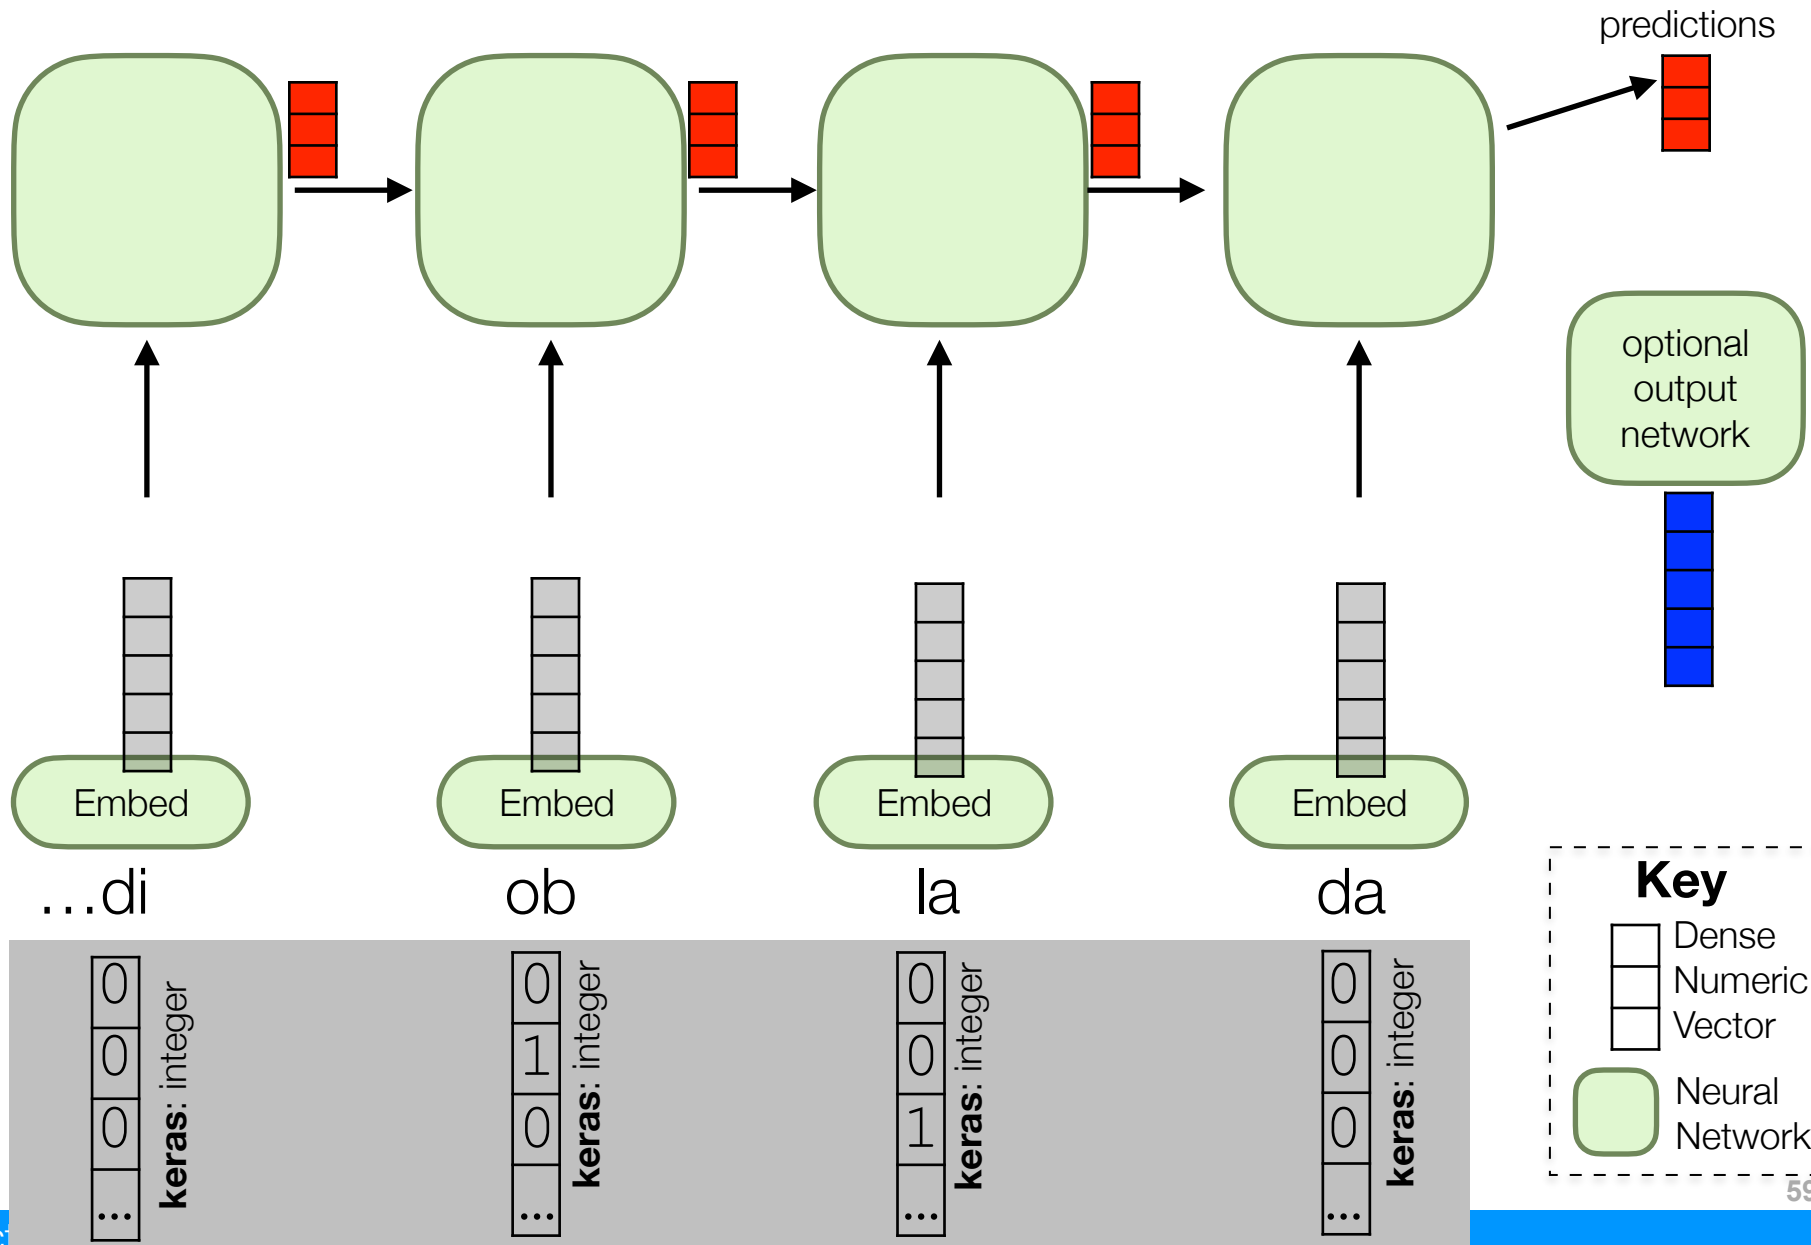 predictions
optional
output
network
Embed
Embed
Embed
Embed
...di
ob
la
da
0
0
0
...
keras: integer
0
1
0
...
keras: integer
0
0
1
...
keras: integer
0
0
0
...
keras: integer
Key
Dense
Numeric
Vector
Neural
Network
59